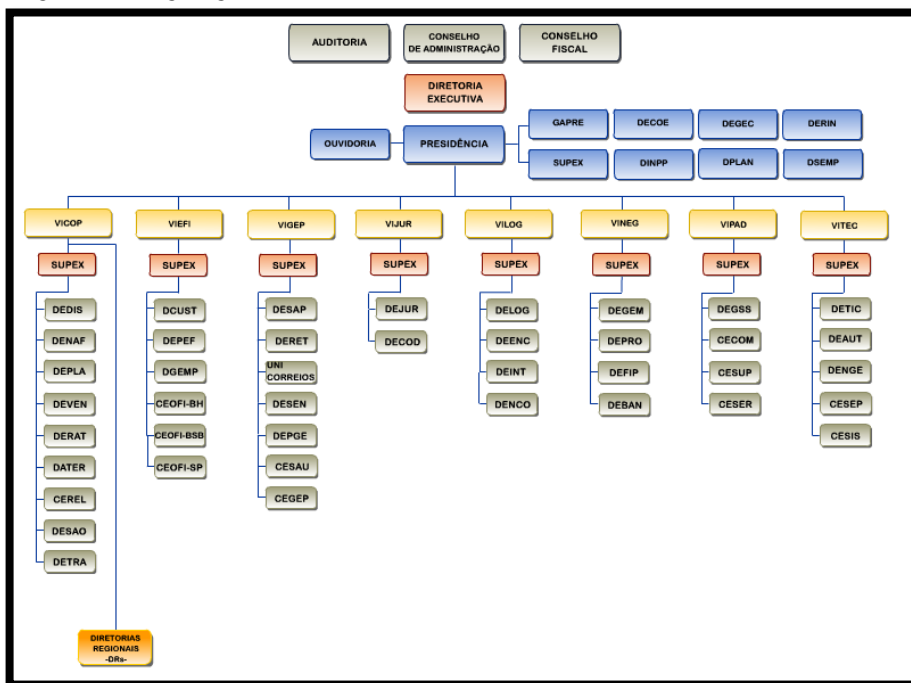 AUDITORIA
CONSELHO
DE ADMINISTRAÇÃO
CONSELHO
FISCAL
DIRETORIA
EXECUTIVA
OUVIDORIA
PRESIDÊNCIA
GAPRE
DECOE
DEGEC
DERIN
SUPEX
DINPP
DPLAN
DSEMP
VICOP
SUPEX
DEDIS
DENAF
DEPLA
DEVEN
DERAT
DATER
CEREL
DESAO
DETRA
DIRETORIAS
REGIONAIS
-DRs-
VIEFI
SUPEX
DCUST
DEPEF
DGEMP
CEOFI-BH
CEOFI-BSB
CEOFI-SP
VIGEP
SUPEX
DESAP
DERET
UNI
CORREIOS
DESEN
DEPGE
CESAU
CEGEP
VIJUR
SUPEX
DEJUR
DECOD
VILOG
SUPEX
DELOG
DEENC
DEINT
DENCO
VINEG
SUPEX
DEGEM
DEPRO
DEFIP
DEBAN
VIPAD
SUPEX
DEGSS
CECOM
CESUP
CESER
VITEC
SUPEX
DETIC
DEAUT
DENGE
CESEP
CESIS